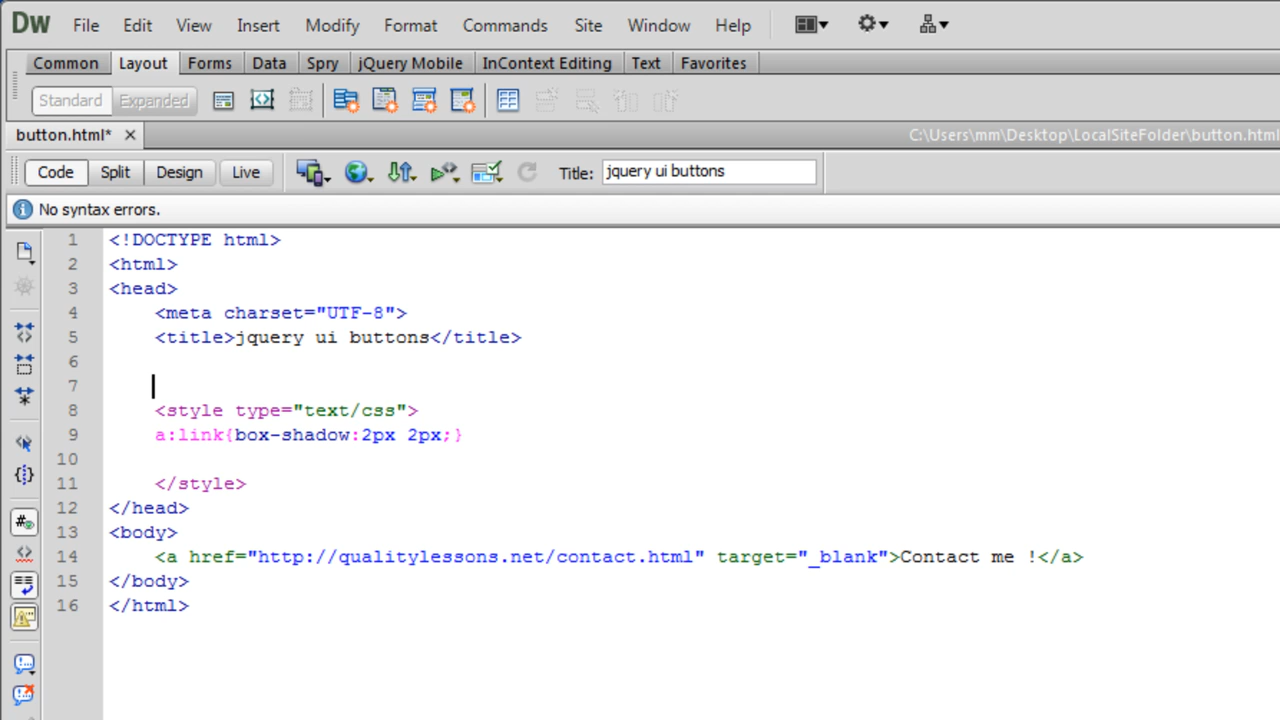 Dw File Edit View Insert Modify Format Commands Site Window Help
Common Layout Forms Data Spry jQuery Mobile InContext Editing Text Favorites
Standard Expanded
button.html* C:\Users\mm\Desktop\LocalSiteFolder\button.html
Code Split Design Live Title: jquery ui buttons
No syntax errors.
1 <!DOCTYPE html>
2 <html>
3 <head>
4 <meta charset="UTF-8">
5 <title>jquery ui buttons</title>
6
7
8 <style type="text/css">
9 a:link{box-shadow:2px 2px;}
10
11 </style>
12 </head>
13 <body>
14 <a href="http://qualitylessons.net/contact.html" target="_blank">Contact me !</a>
15 </body>
16 </html>